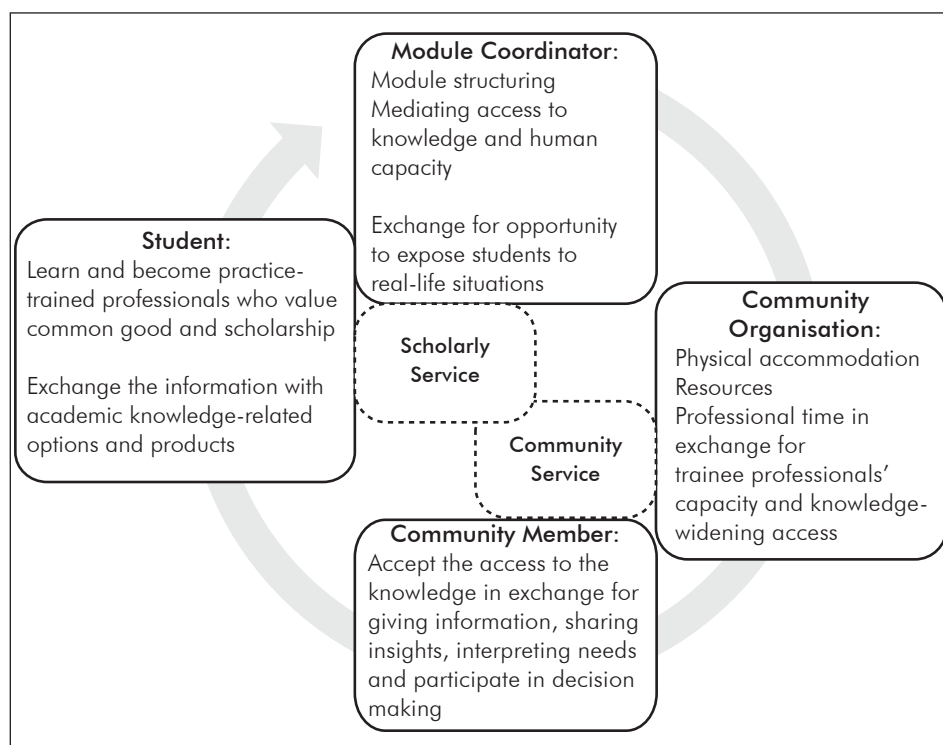 Module Coordinator:
Module structuring
Mediating access to
knowledge and human
capacity
Exchange for opportunity
to expose students to
real-life situations
Student:
Learn and become practice-
trained professionals who value
common good and scholarship
Exchange the information with
academic knowledge-related
options and products
Scholarly
Service
Community
Service
Community
Organisation:
Physical accommodation
Resources
Professional time in
exchange for
trainee professionals’
capacity and knowledge-
widening access
Community Member:
Accept the access to the
knowledge in exchange for
giving information, sharing
insights, interpreting needs
and participate in decision
making